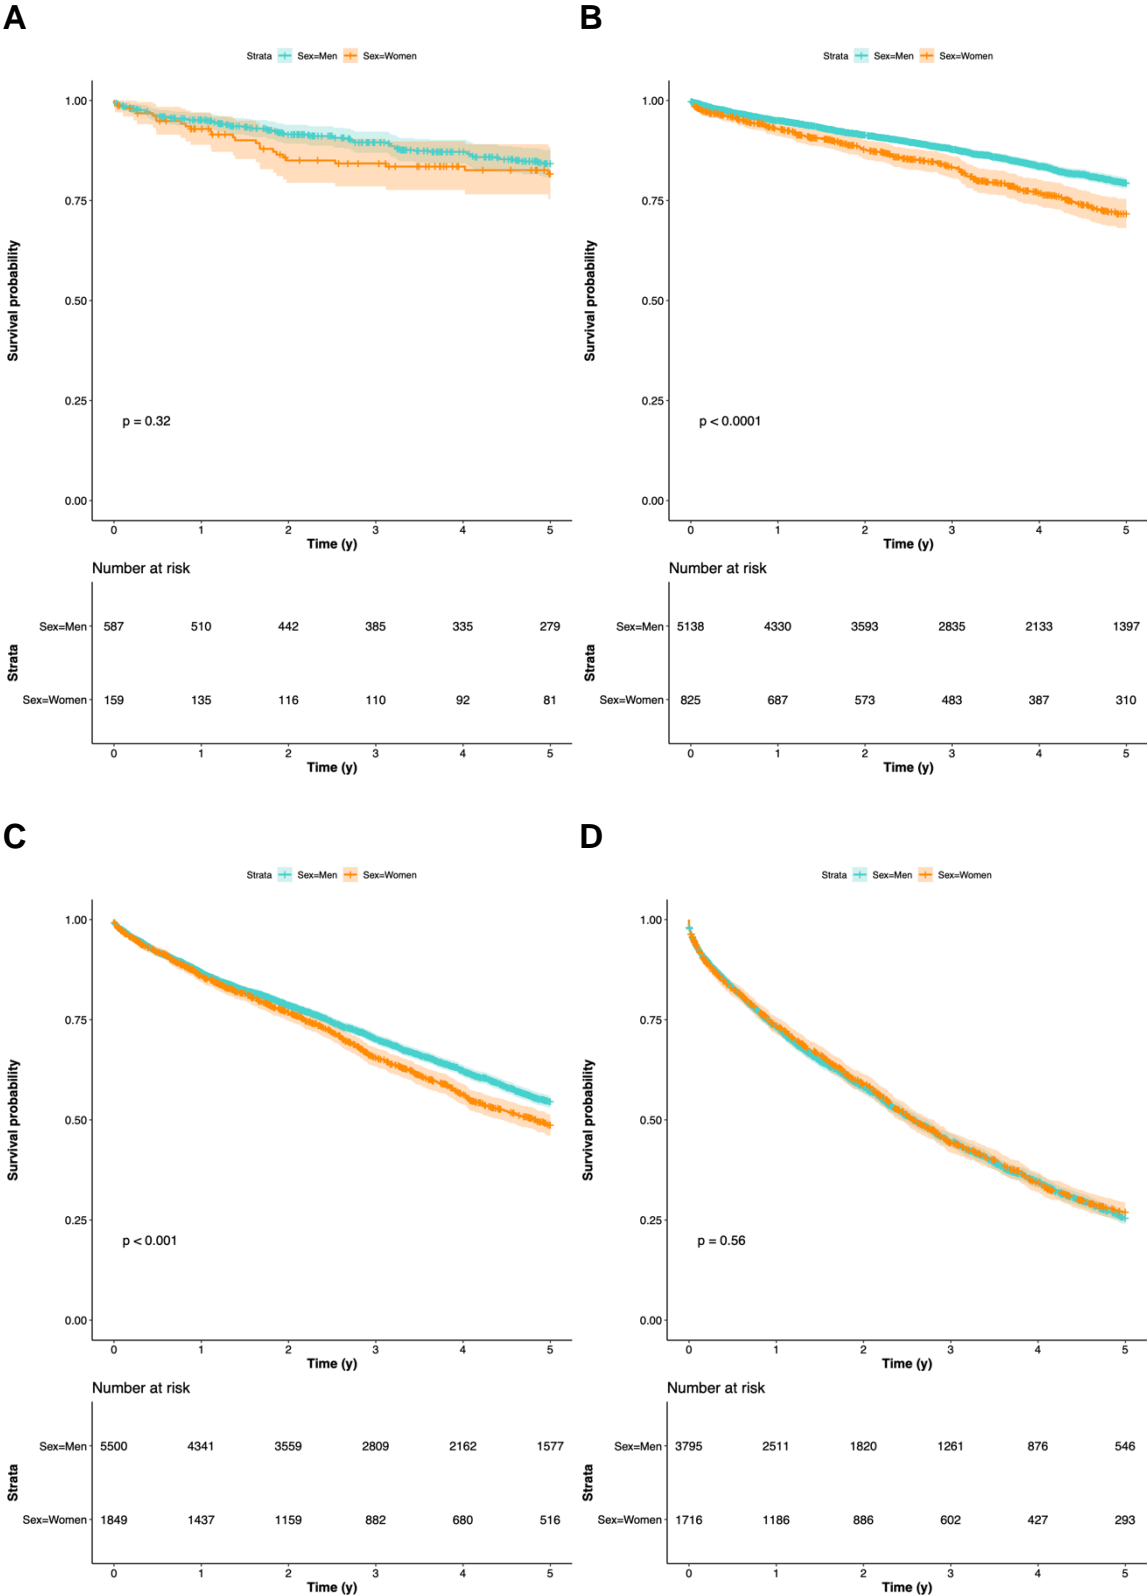 A
Strata Sex=Men Sex=Women
1.00
0.75
0.50
0.25
0.00
Survival probability
p = 0.32
0 1 2 3 4 5
Time (y)
Number at risk
Sex=Men 587 510 442 385 335 279
Sex=Women 159 135 116 110 92 81
Strata
0 1 2 3 4 5
Time (y)
B
Strata Sex=Men Sex=Women
1.00
0.75
0.50
0.25
0.00
Survival probability
p < 0.0001
0 1 2 3 4 5
Time (y)
Number at risk
Sex=Men 5138 4330 3593 2835 2133 1397
Sex=Women 825 687 573 483 387 310
Strata
0 1 2 3 4 5
Time (y)
C
Strata Sex=Men Sex=Women
1.00
0.75
0.50
0.25
0.00
Survival probability
p < 0.001
0 1 2 3 4 5
Time (y)
Number at risk
Sex=Men 5500 4341 3559 2809 2162 1577
Sex=Women 1849 1437 1159 882 680 516
Strata
0 1 2 3 4 5
Time (y)
D
Strata Sex=Men Sex=Women
1.00
0.75
0.50
0.25
0.00
Survival probability
p = 0.56
0 1 2 3 4 5
Time (y)
Number at risk
Sex=Men 3795 2511 1820 1261 876 546
Sex=Women 1716 1186 886 602 427 293
Strata
0 1 2 3 4 5
Time (y)